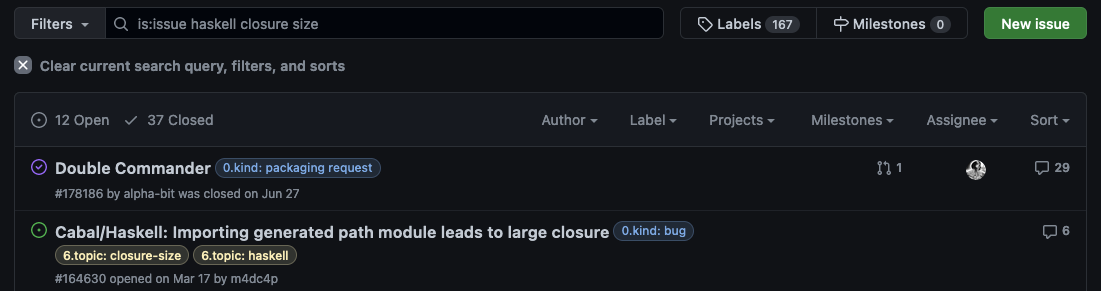 Filters is:issue haskell closure size Labels 167 Milestones 0 New issue
Clear current search query, filters, and sorts
12 Open 37 Closed Author Label Projects Milestones Assignee Sort
Double Commander 0.kind: packaging request 1 29
#178186 by alpha-bit was closed on Jun 27
Cabal/Haskell: Importing generated path module leads to large closure 0.kind: bug 6
6.topic: closure-size 6.topic: haskell
#164630 opened on Mar 17 by m4dc4p